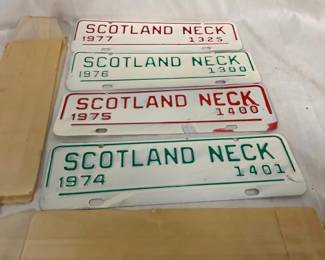 SCOTLAND NECK
1977 1325
SCOTLAND NECK
1976 1300
SCOTLAND NECK
1975 1400
SCOTLAND NECK
1974 1401